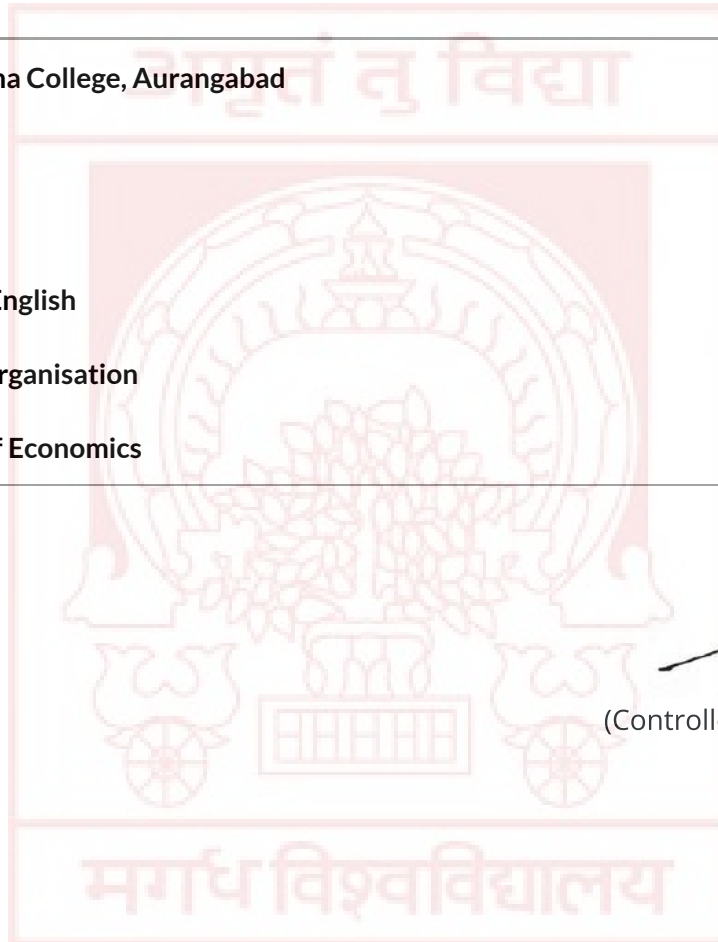 अमृतं तु विद्या
na College, Aurangabad
English
rganisation
f Economics
(Controll
मगध विश्वविद्यालय